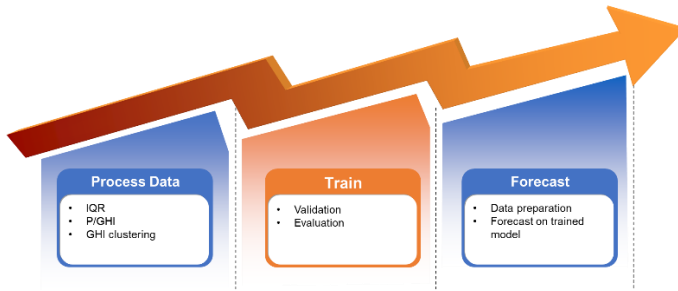 Process Data
• IQR
• P/GHI
• GHI clustering
Train
• Validation
• Evaluation
Forecast
• Data preparation
• Forecast on trained
model